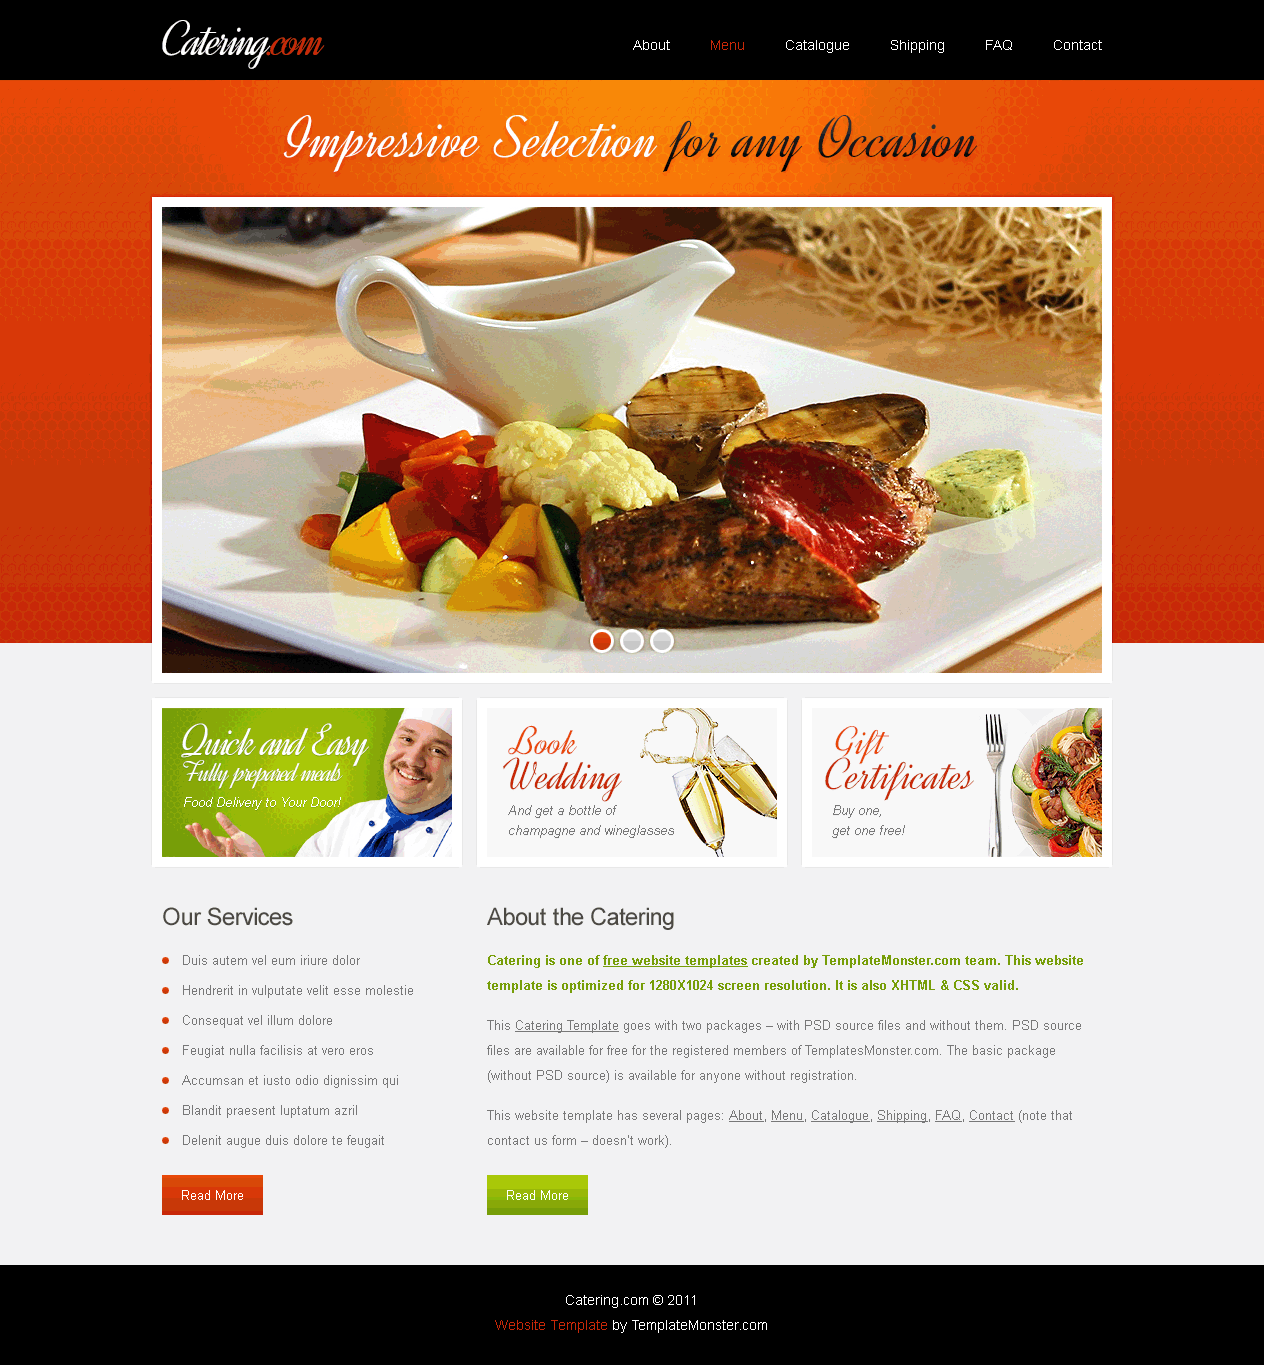 Catering.com
About Menu Catalogue Shipping FAQ Contact
Impressive Selection for any Occasion
Quick and Easy
Fully prepared meals
Food Delivery to Your Door!
Book
Wedding
And get a bottle of
champagne and wineglasses
Gift
Certificates
Buy one,
get one free!
Our Services
Duis autem vel eum iriure dolor
Hendrerit in vulputate velit esse molestie
Consequat vel illum dolore
Feugiat nulla facilisis at vero eros
Accumsan et iusto odio dignissim qui
Blandit praesent luptatum azril
Delenit augue duis dolore te feugait
Read More
About the Catering
Catering is one of free website templates created by TemplateMonster.com team. This website
template is optimized for 1280X1024 screen resolution. It is also XHTML & CSS valid.
This Catering Template goes with two packages – with PSD source files and without them. PSD source
files are available for free for the registered members of TemplatesMonster.com. The basic package
(without PSD source) is available for anyone without registration.
This website template has several pages: About, Menu, Catalogue, Shipping, FAQ, Contact (note that
contact us form – doesn't work).
Read More
Catering.com © 2011
Website Template by TemplateMonster.com